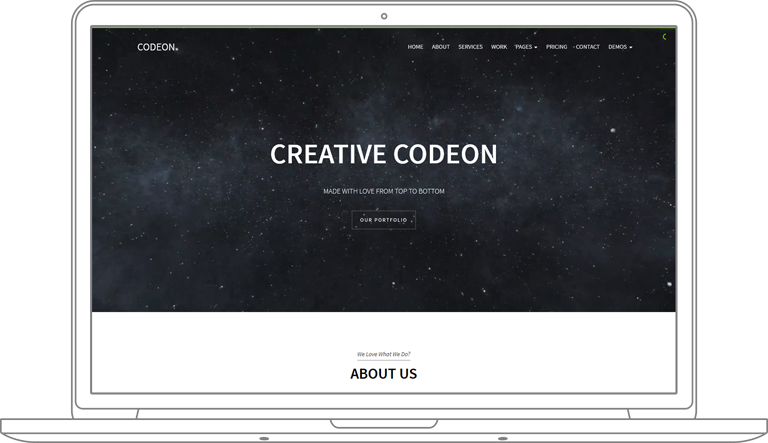 CODEON.
HOME ABOUT SERVICES WORK PAGES PRICING CONTACT DEMOS
CREATIVE CODEON
MADE WITH LOVE FROM TOP TO BOTTOM
OUR PORTFOLIO
We Love What We Do?
ABOUT US